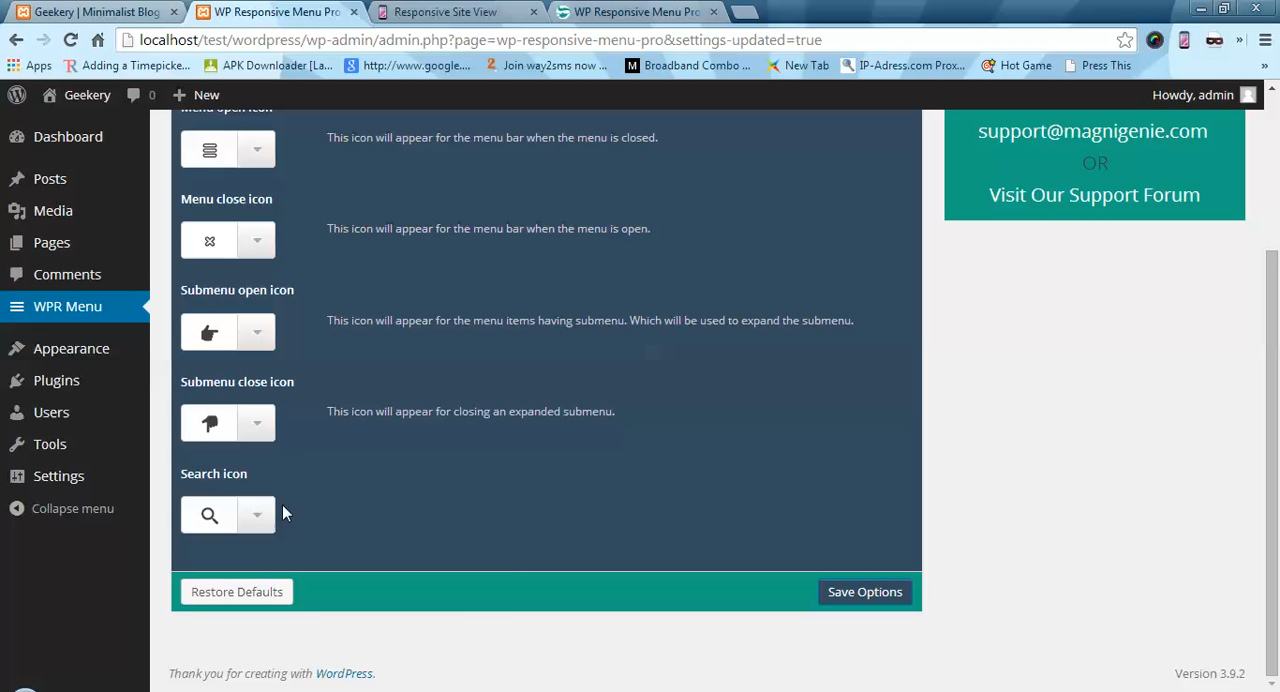 Geekery | Minimalist Blog
WP Responsive Menu Pro
Responsive Site View
WP Responsive Menu Pro
localhost/test/wordpress/wp-admin/admin.php?page=wp-responsive-menu-pro&settings-updated=true
Apps
Adding a Timepicke...
APK Downloader [La...
http://www.google....
Join way2sms now ...
Broadband Combo ...
New Tab
IP-Adress.com Prox...
Hot Game
Press This
Geekery
0
New
Howdy, admin
Dashboard
Posts
Media
Pages
Comments
WPR Menu
Appearance
Plugins
Users
Tools
Settings
Collapse menu
Menu open icon
This icon will appear for the menu bar when the menu is closed.
Menu close icon
This icon will appear for the menu bar when the menu is open.
Submenu open icon
This icon will appear for the menu items having submenu. Which will be used to expand the submenu.
Submenu close icon
This icon will appear for closing an expanded submenu.
Search icon
Restore Defaults
Save Options
support@magnigenie.com
OR
Visit Our Support Forum
Thank you for creating with WordPress.
Version 3.9.2